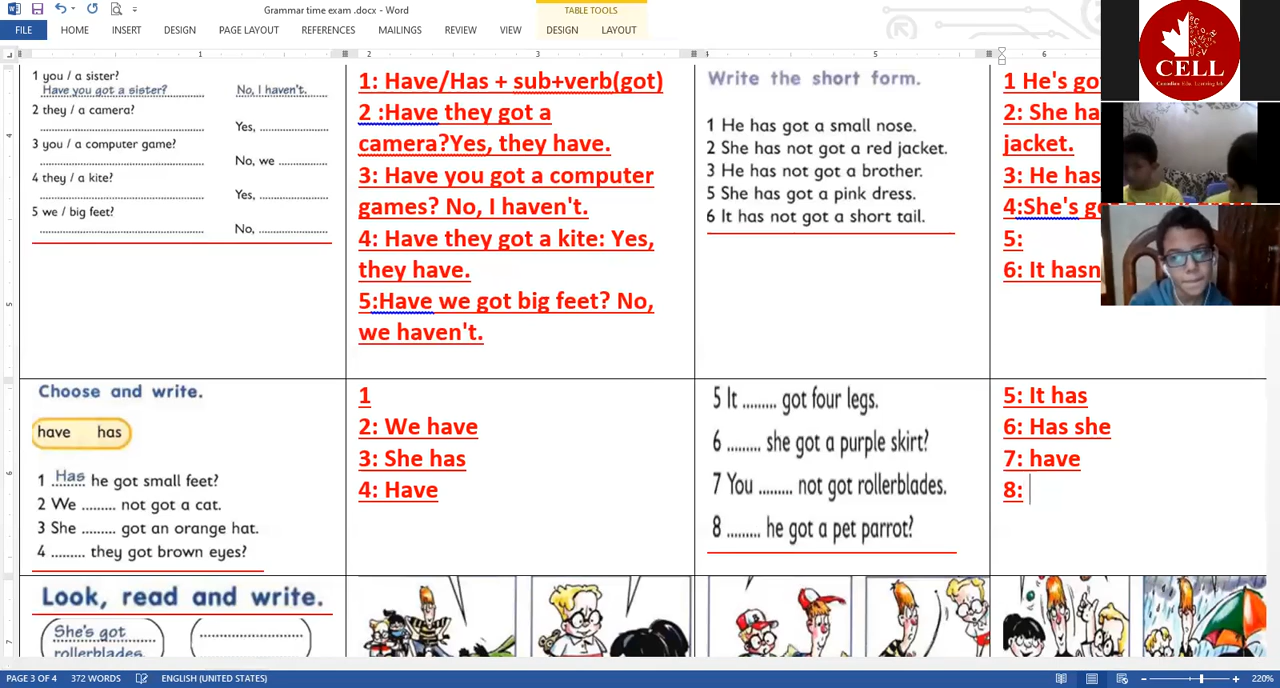 Grammar time exam .docx - Word
TABLE TOOLS
FILE
HOME
INSERT
DESIGN
PAGE LAYOUT
REFERENCES
MAILINGS
REVIEW
VIEW
DESIGN
LAYOUT
CELL
1 you / a sister?
Have you got a sister?
No, I haven't.
2 they / a camera?
Yes,
3 you / a computer game?
No, we
4 they / a kite?
Yes,
5 we / big feet?
No,
1: Have/Has + sub+verb(got)
2 :Have they got a
camera?Yes, they have.
3: Have you got a computer
games? No, I haven't.
4: Have they got a kite: Yes,
they have.
5:Have we got big feet? No,
we haven't.
Write the short form.
1 He has got a small nose.
2 She has not got a red jacket.
3 He has not got a brother.
5 She has got a pink dress.
6 It has not got a short tail.
1 He's go
2: She ha
jacket.
3: He has
4:She's g
5:
6: It hasn
Choose and write.
have has
1 Has he got small feet?
2 We ......... not got a cat.
3 She ......... got an orange hat.
4 ......... they got brown eyes?
1
2: We have
3: She has
4: Have
5 It ......... got four legs.
6 ......... she got a purple skirt?
7 You ......... not got rollerblades.
8 ......... he got a pet parrot?
5: It has
6: Has she
7: have
8:
Look, read and write.
She's got
rollerblades.
PAGE 3 OF 4
372 WORDS
ENGLISH (UNITED STATES)
220%